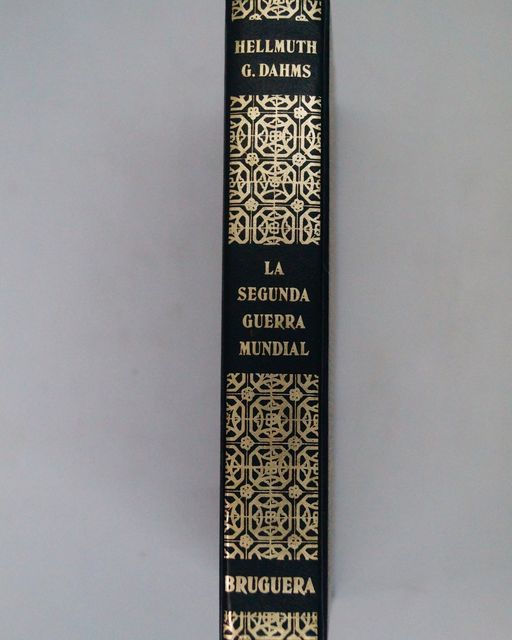 HELLMUTH
G. DAHMS
LA
SEGUNDA
GUERRA
MUNDIAL
BRUGUERA